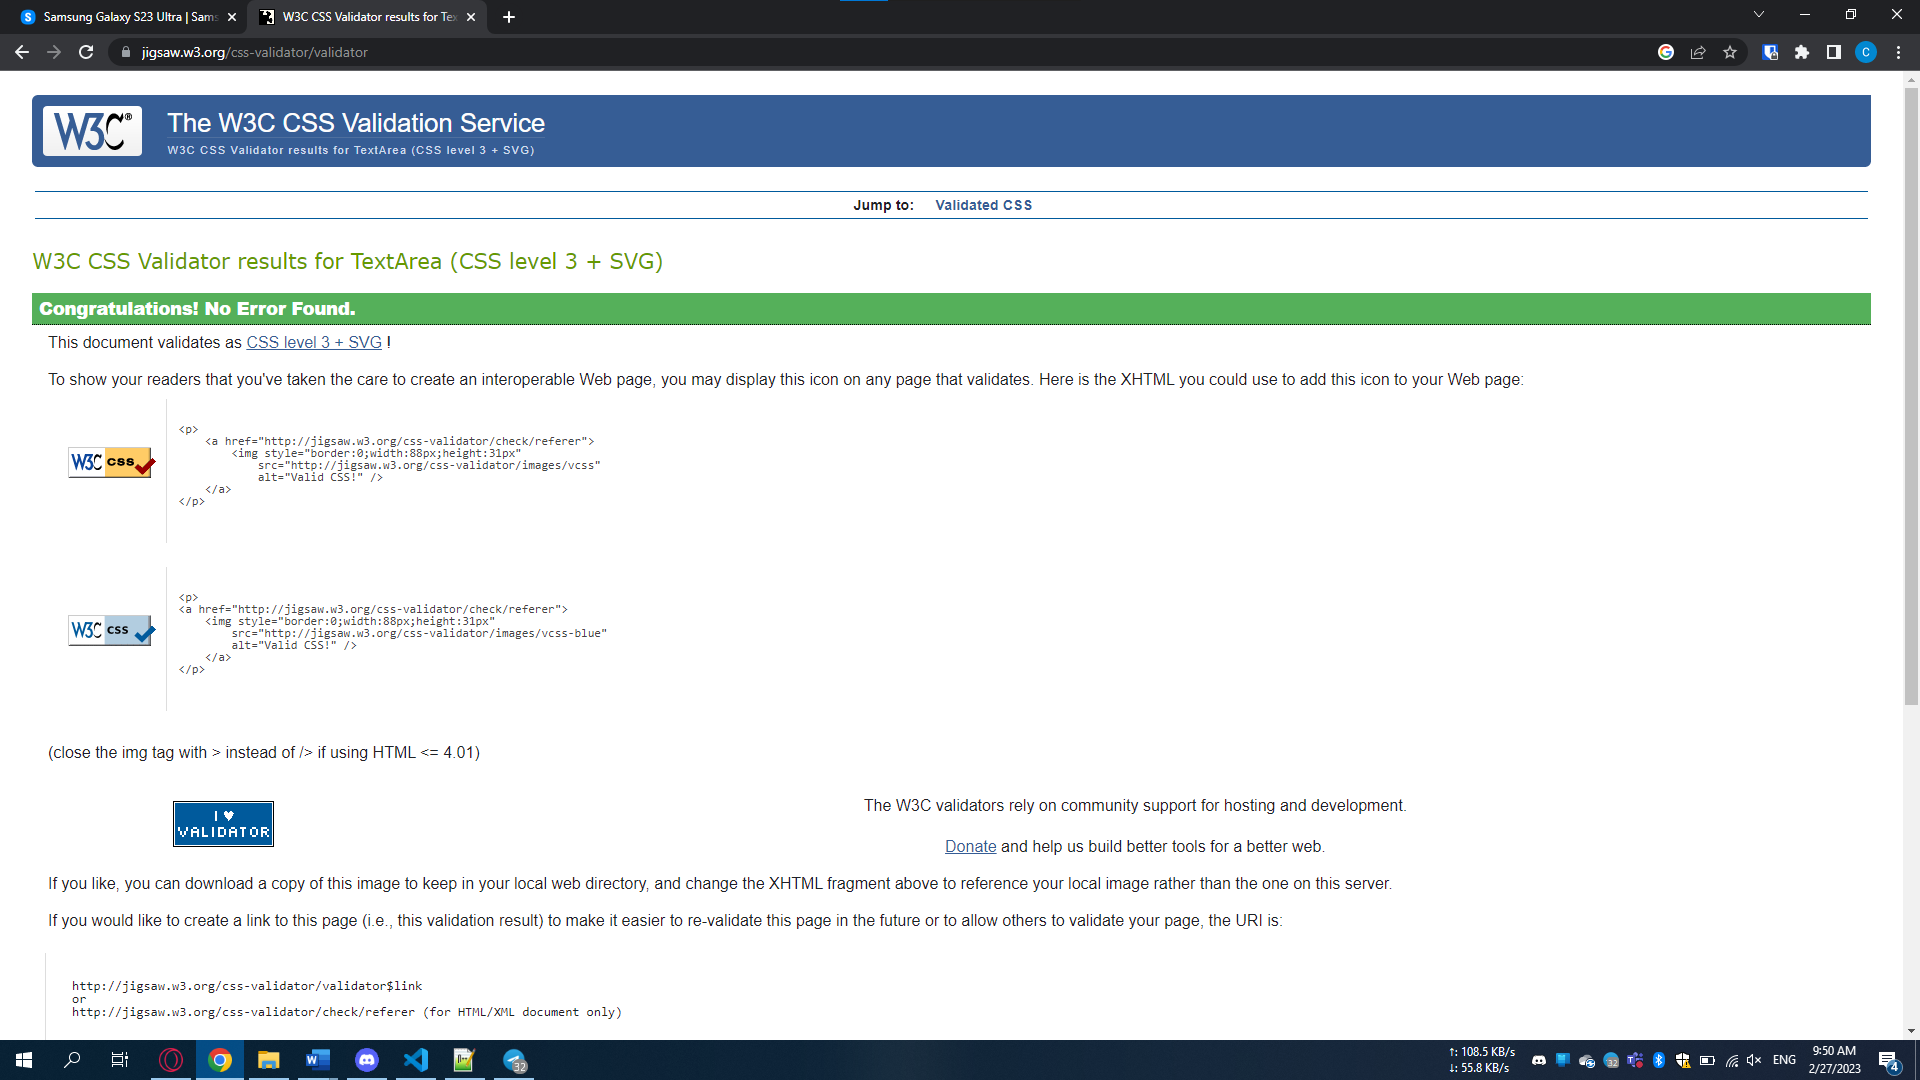 Samsung Galaxy S23 Ultra | Sams
W3C CSS Validator results for Tex
jigsaw.w3.org/css-validator/validator
C
W3C®
The W3C CSS Validation Service
W3C CSS Validator results for TextArea (CSS level 3 + SVG)
Jump to: Validated CSS
W3C CSS Validator results for TextArea (CSS level 3 + SVG)
Congratulations! No Error Found.
This document validates as CSS level 3 + SVG !
To show your readers that you've taken the care to create an interoperable Web page, you may display this icon on any page that validates. Here is the XHTML you could use to add this icon to your Web page:
W3C css
<p>
<a href="http://jigsaw.w3.org/css-validator/check/referer">
<img style="border:0;width:88px;height:31px"
src="http://jigsaw.w3.org/css-validator/images/vcss"
alt="Valid CSS!" />
</a>
</p>
W3C css
<p>
<a href="http://jigsaw.w3.org/css-validator/check/referer">
<img style="border:0;width:88px;height:31px"
src="http://jigsaw.w3.org/css-validator/images/vcss-blue"
alt="Valid CSS!" />
</a>
</p>
(close the img tag with > instead of /> if using HTML <= 4.01)
I ♥
VALIDATOR
The W3C validators rely on community support for hosting and development.
Donate and help us build better tools for a better web.
If you like, you can download a copy of this image to keep in your local web directory, and change the XHTML fragment above to reference your local image rather than the one on this server.
If you would like to create a link to this page (i.e., this validation result) to make it easier to re-validate this page in the future or to allow others to validate your page, the URI is:
http://jigsaw.w3.org/css-validator/validator$link
or
http://jigsaw.w3.org/css-validator/check/referer (for HTML/XML document only)
32
↑: 108.5 KB/s
↓: 55.8 KB/s
32
ENG
9:50 AM
2/27/2023
4